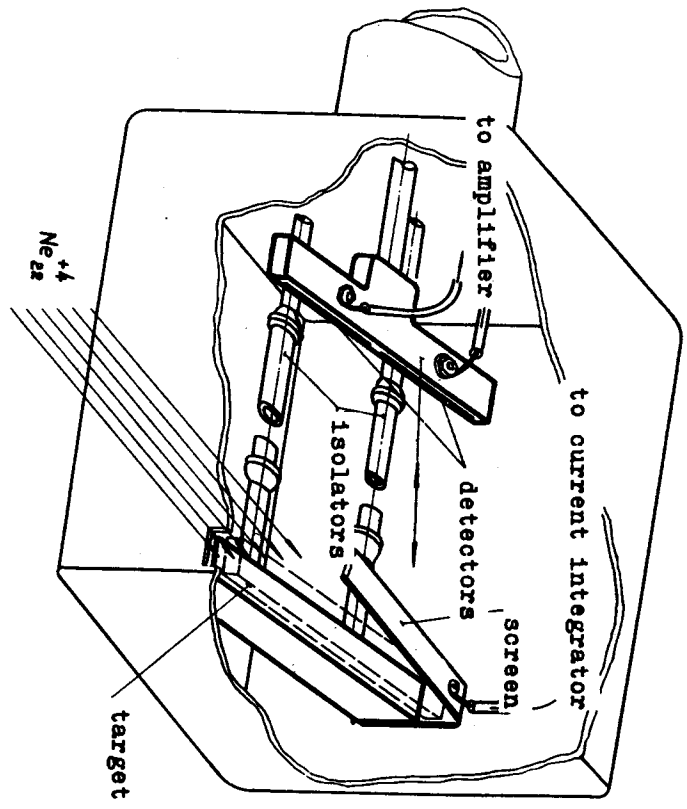 to amplifier
to current integrator
isolators
detectors
screen
target
Ne₂₂⁺⁴